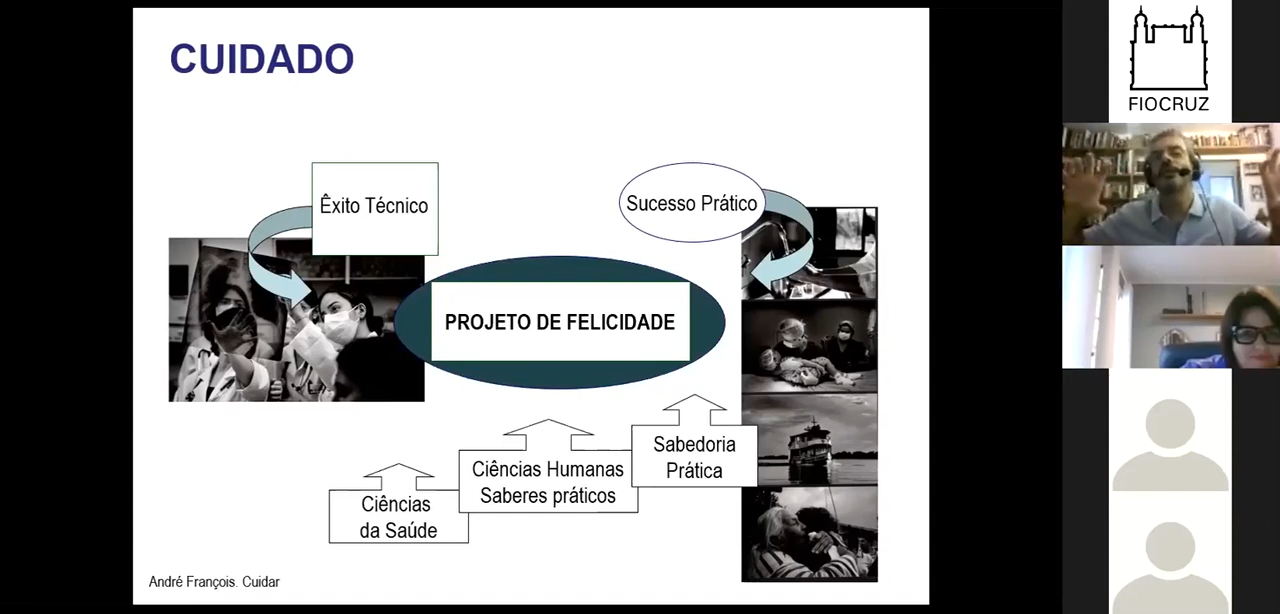 CUIDADO
Êxito Técnico
Sucesso Prático
PROJETO DE FELICIDADE
Sabedoria
Prática
Ciências Humanas
Saberes práticos
Ciências
da Saúde
André François. Cuidar
FIOCRUZ